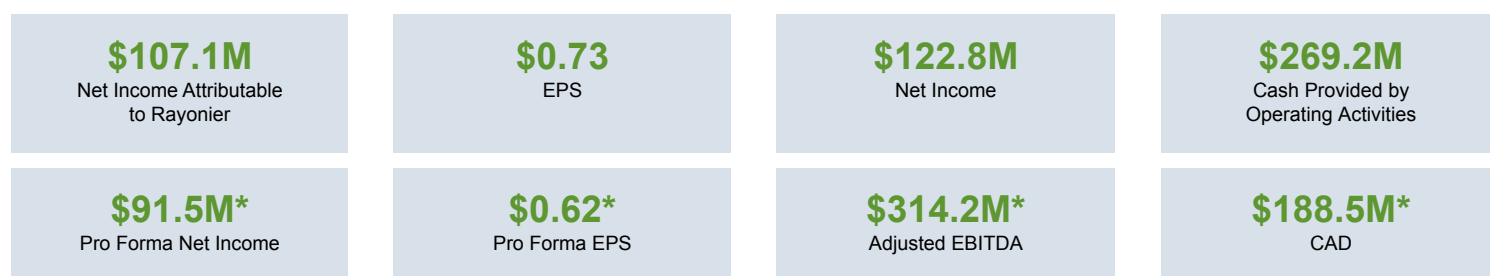 $107.1M
Net Income Attributable
to Rayonier
$0.73
EPS
$122.8M
Net Income
$269.2M
Cash Provided by
Operating Activities
$91.5M*
Pro Forma Net Income
$0.62*
Pro Forma EPS
$314.2M*
Adjusted EBITDA
$188.5M*
CAD